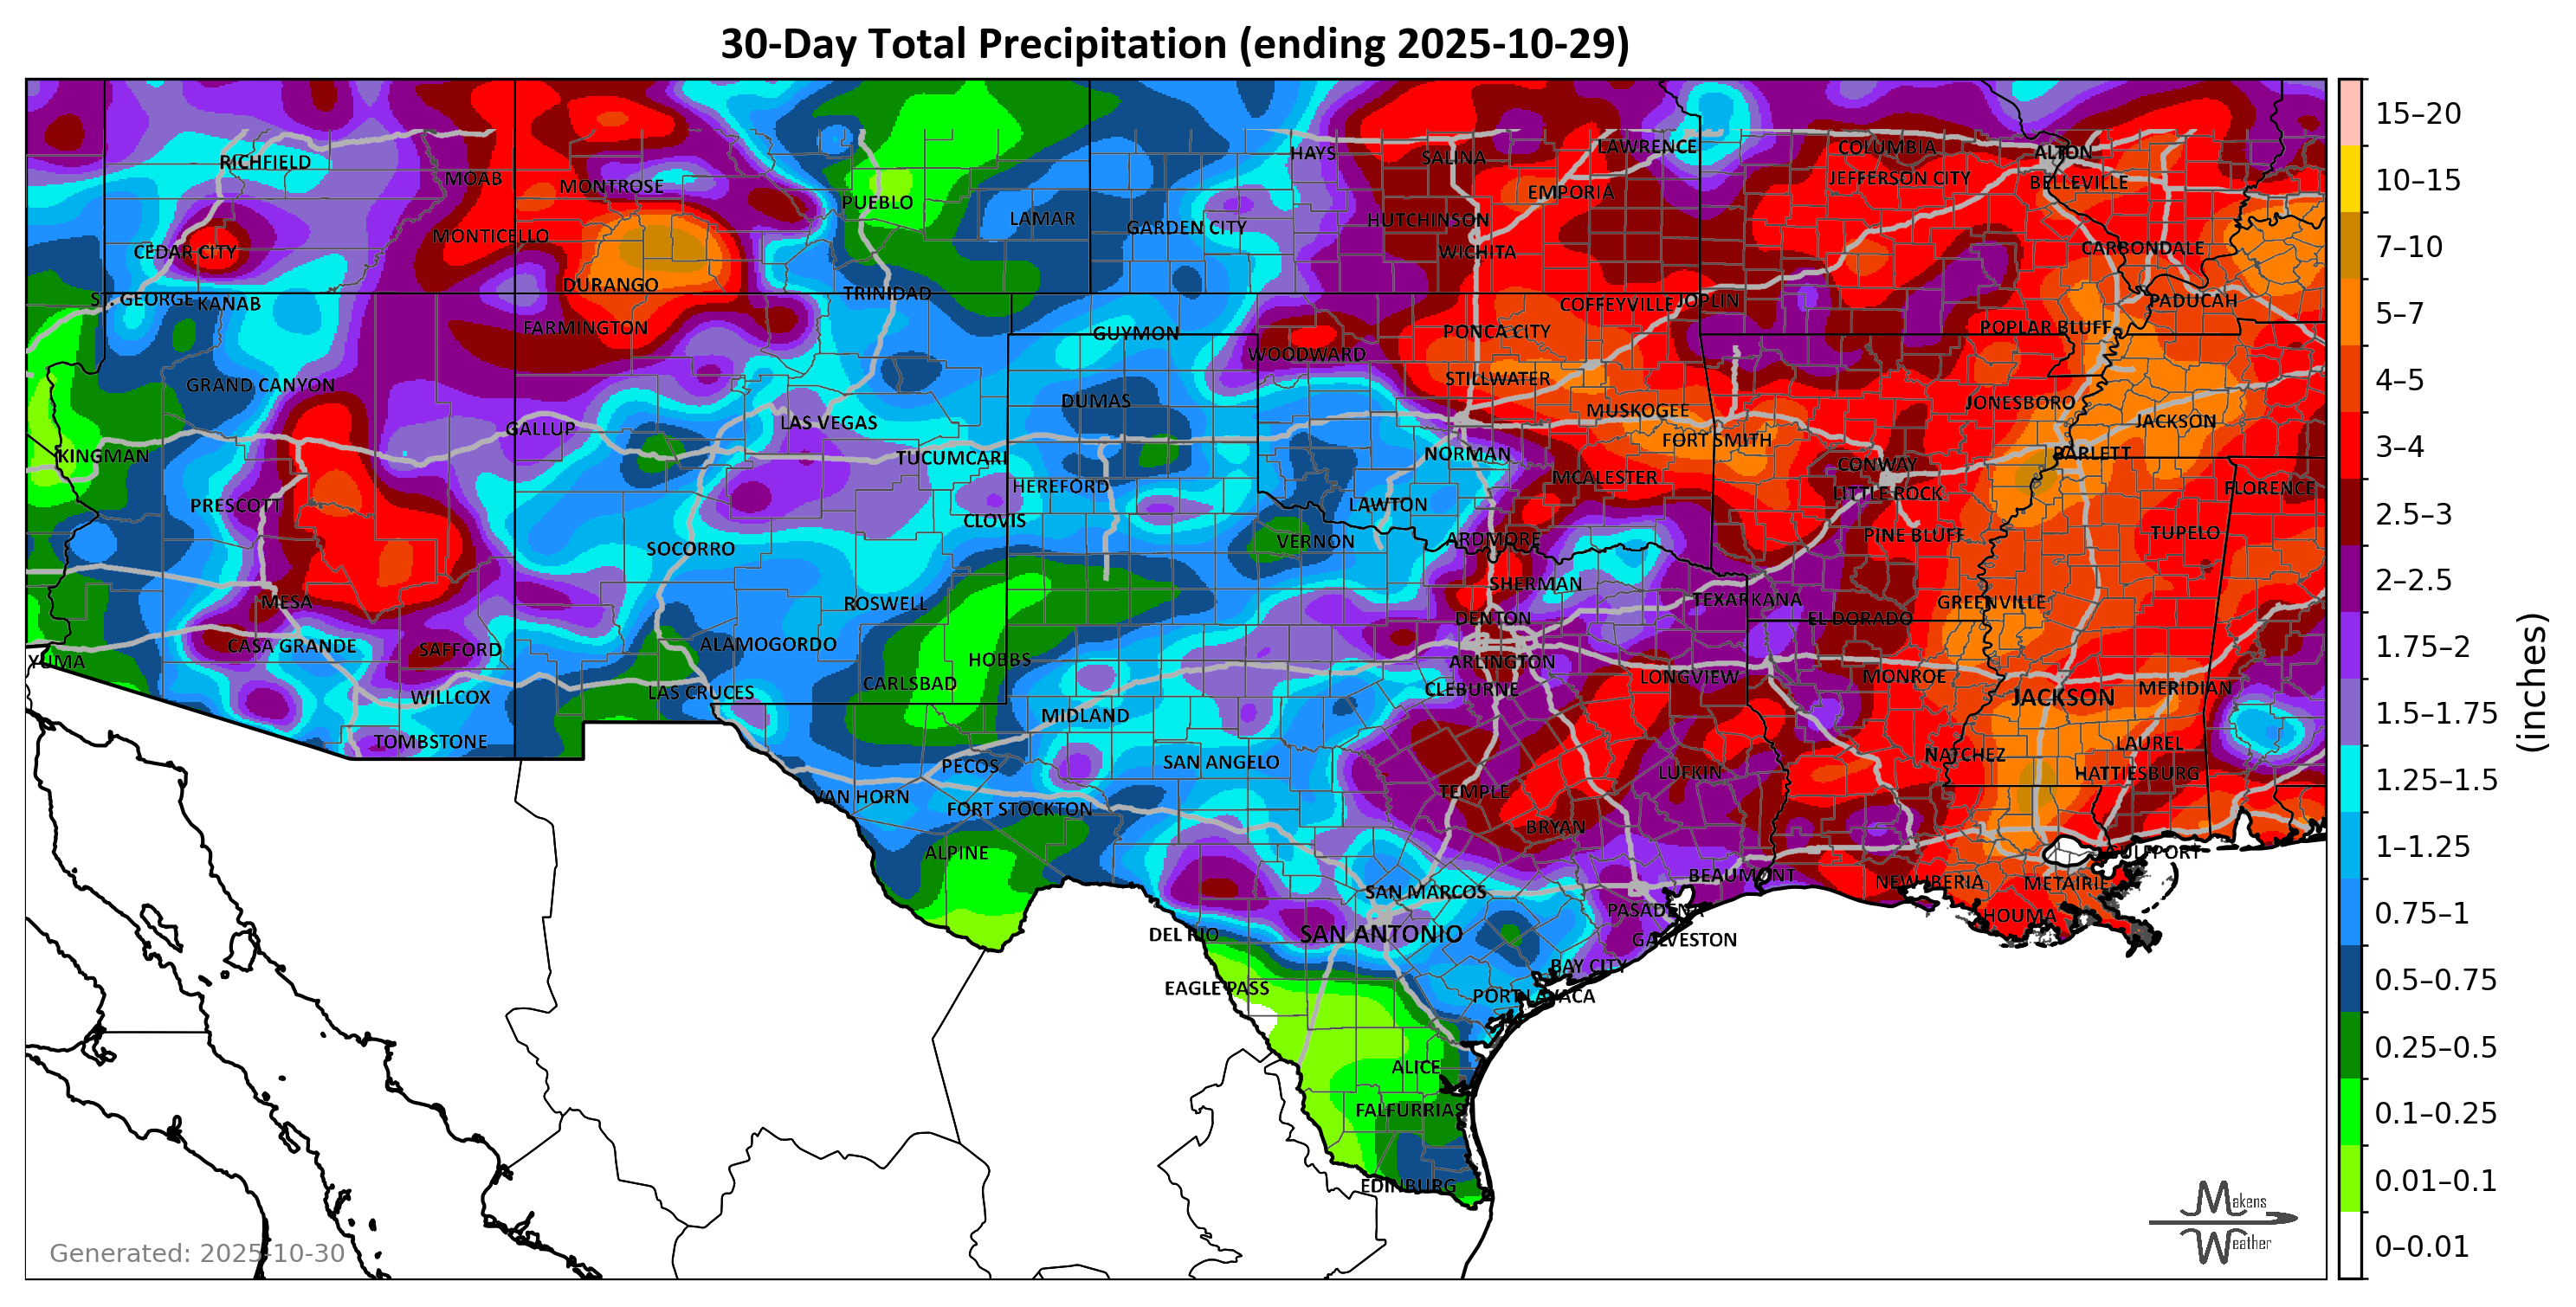 30-Day Total Precipitation (ending 2025-10-29)
HAYS
SALINA
LAWRENCE
COLUMBIA
ALTON
RICHFIELD
MOAB
MONTROSE
PUEBLO
LAMAR
EMPORIA
JEFFERSON CITY
BELLEVILLE
GARDEN CITY
HUTCHINSON
WICHITA
CARBONDALE
CEDAR CITY
MONTICELLO
DURANGO
TRINIDAD
ST. GEORGE
KANAB
COFFEYVILLE
JOPLIN
PADUCAH
FARMINGTON
GUYMON
PONCA CITY
POPLAR BLUFF
WOODWARD
GRAND CANYON
STILLWATER
DUMAS
MUSKOGEE
JONESBORO
JACKSON
GALLUP
LAS VEGAS
FORT SMITH
KINGMAN
TUCUMCARI
NORMAN
BARLETT
CONWAY
PRESCOTT
HEREFORD
MCALESTER
LITTLE ROCK
FLORENCE
CLOVIS
LAWTON
PINE BLUFF
TUPELO
SOCORRO
VERNON
ARDMORE
SHERMAN
MESA
ROSWELL
TEXARKANA
GREENVILLE
DENTON
EL DORADO
CASA GRANDE
SAFFORD
ALAMOGORDO
YUMA
HOBBS
ARLINGTON
LONGVIEW
MONROE
WILLCOX
LAS CRUCES
CARLSBAD
CLEBURNE
JACKSON
MERIDIAN
MIDLAND
TOMBSTONE
PECOS
SAN ANGELO
NATCHEZ
LAUREL
LUFKIN
HATTIESBURG
VAN HORN
FORT STOCKTON
TEMPLE
BRYAN
ALPINE
GULFPORT
SAN MARCOS
BEAUMONT
NEW IBERIA
METAIRIE
PASADENA
HOUMA
DEL RIO
SAN ANTONIO
GALVESTON
BAY CITY
EAGLE PASS
PORT LAVACA
ALICE
FALFURRIAS
EDINBURG
15–20
10–15
7–10
5–7
4–5
3–4
2.5–3
2–2.5
1.75–2
1.5–1.75
1.25–1.5
1–1.25
0.75–1
0.5–0.75
0.25–0.5
0.1–0.25
0.01–0.1
0–0.01
(inches)
Makens
Weather
Generated: 2025-10-30